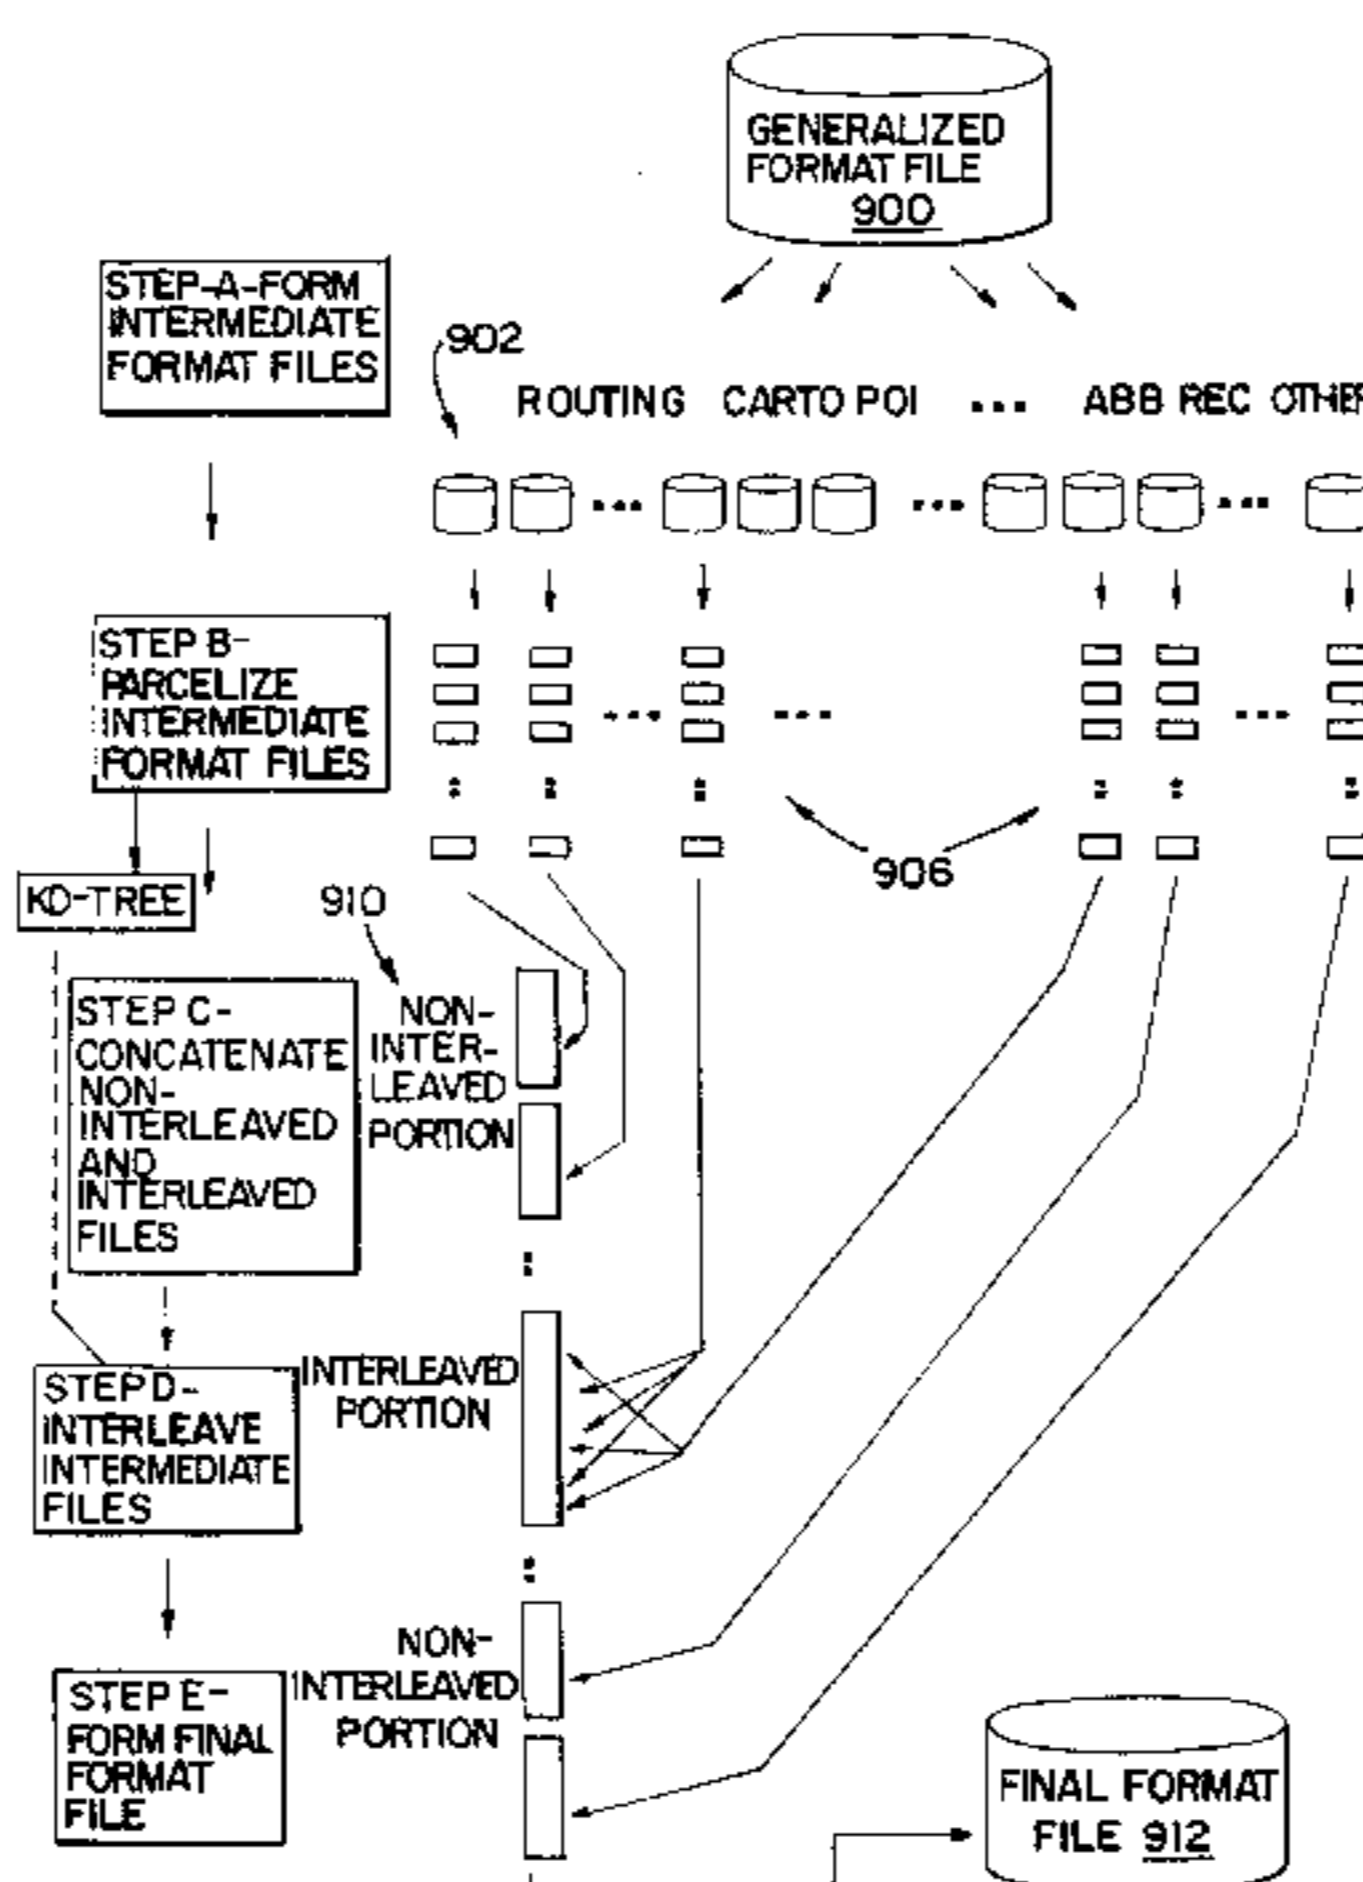 GENERALIZED
FORMAT FILE
900
STEP-A-FORM
INTERMEDIATE
FORMAT FILES
902
ROUTING CARTO POI ... ABB REC OTHER
STEP B-
PARCELIZE
INTERMEDIATE
FORMAT FILES
906
KD-TREE
910
STEP C-
CONCATENATE
NON-
INTERLEAVED
AND
INTERLEAVED
FILES
NON-
INTER-
LEAVED
PORTION
STEP D-
INTERLEAVE
INTERMEDIATE
FILES
INTERLEAVED
PORTION
STEP E-
FORM FINAL
FORMAT
FILE
NON-
INTERLEAVED
PORTION
FINAL FORMAT
FILE 912